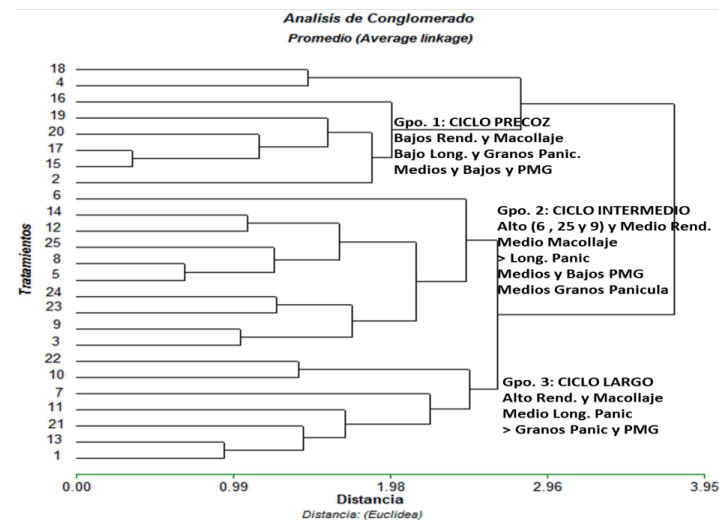 Analisis de Conglomerado
Promedio (Average linkage)
18
4
16
19
20
17
15
2
6
14
12
25
8
5
24
23
9
3
22
10
7
11
21
13
1
Tratamientos
Gpo. 1: CICLO PRECOZ
Bajos Rend. y Macollaje
Bajo Long. y Granos Panic.
Medios y Bajos y PMG
Gpo. 2: CICLO INTERMEDIO
Alto (6 , 25 y 9) y Medio Rend.
Medio Macollaje
> Long. Panic
Medios y Bajos PMG
Medios Granos Panicula
Gpo. 3: CICLO LARGO
Alto Rend. y Macollaje
Medio Long. Panic
> Granos Panic y PMG
0.00 0.99 1.98 2.96 3.95
Distancia
Distancia: (Euclidea)